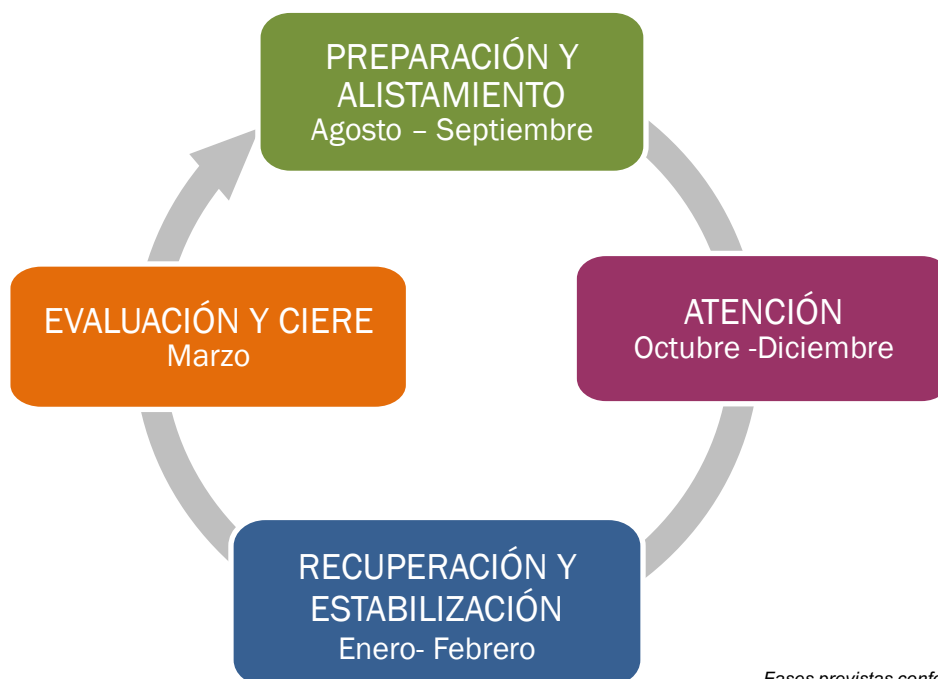 PREPARACIÓN Y
ALISTAMIENTO
Agosto – Septiembre
ATENCIÓN
Octubre -Diciembre
RECUPERACIÓN Y
ESTABILIZACIÓN
Enero- Febrero
EVALUACIÓN Y CIERE
Marzo
Fases previstas